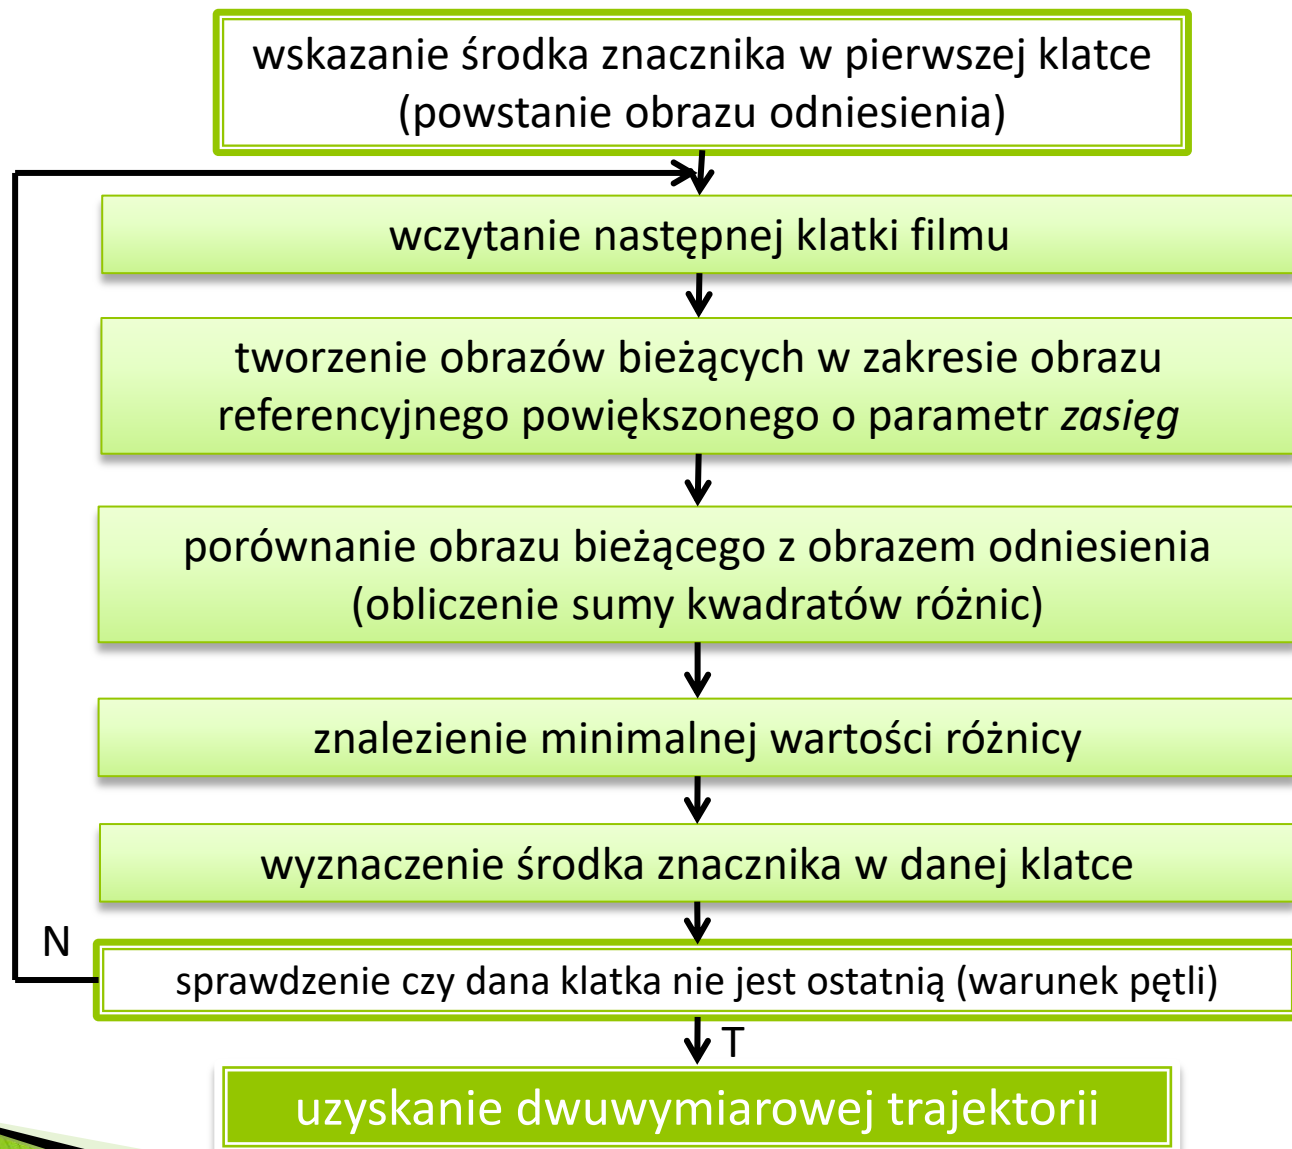 wskazanie środka znacznika w pierwszej klatce
(powstanie obrazu odniesienia)
wczytanie następnej klatki filmu
tworzenie obrazów bieżących w zakresie obrazu
referencyjnego powiększonego o parametr zasięg
porównanie obrazu bieżącego z obrazem odniesienia
(obliczenie sumy kwadratów różnic)
znalezienie minimalnej wartości różnicy
wyznaczenie środka znacznika w danej klatce
N
sprawdzenie czy dana klatka nie jest ostatnią (warunek pętli)
T
uzyskanie dwuwymiarowej trajektorii